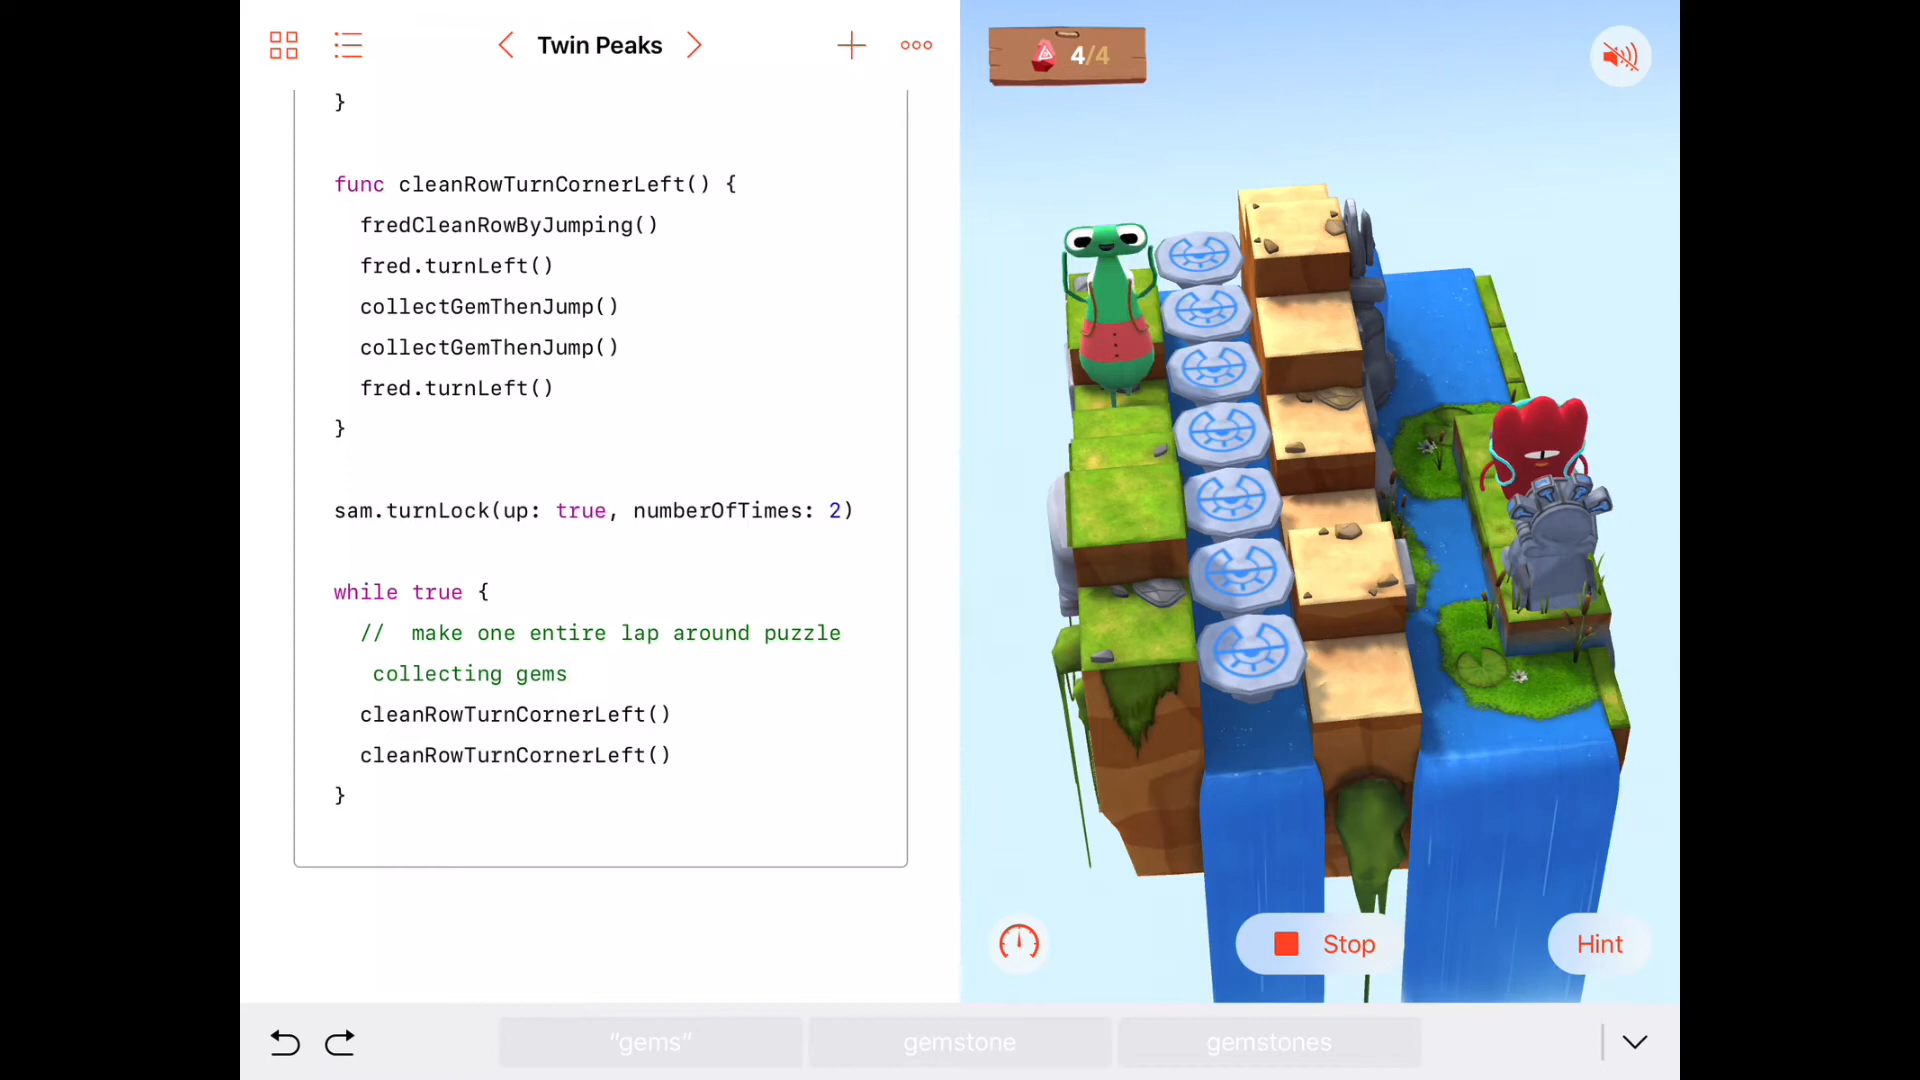 Twin Peaks
}
func cleanRowTurnCornerLeft() {
fredCleanRowByJumping()
fred.turnLeft()
collectGemThenJump()
collectGemThenJump()
fred.turnLeft()
}
sam.turnLock(up: true, numberOfTimes: 2)
while true {
// make one entire lap around puzzle
collecting gems
cleanRowTurnCornerLeft()
cleanRowTurnCornerLeft()
}
4/4
Stop
Hint
"gems"
gemstone
gemstones